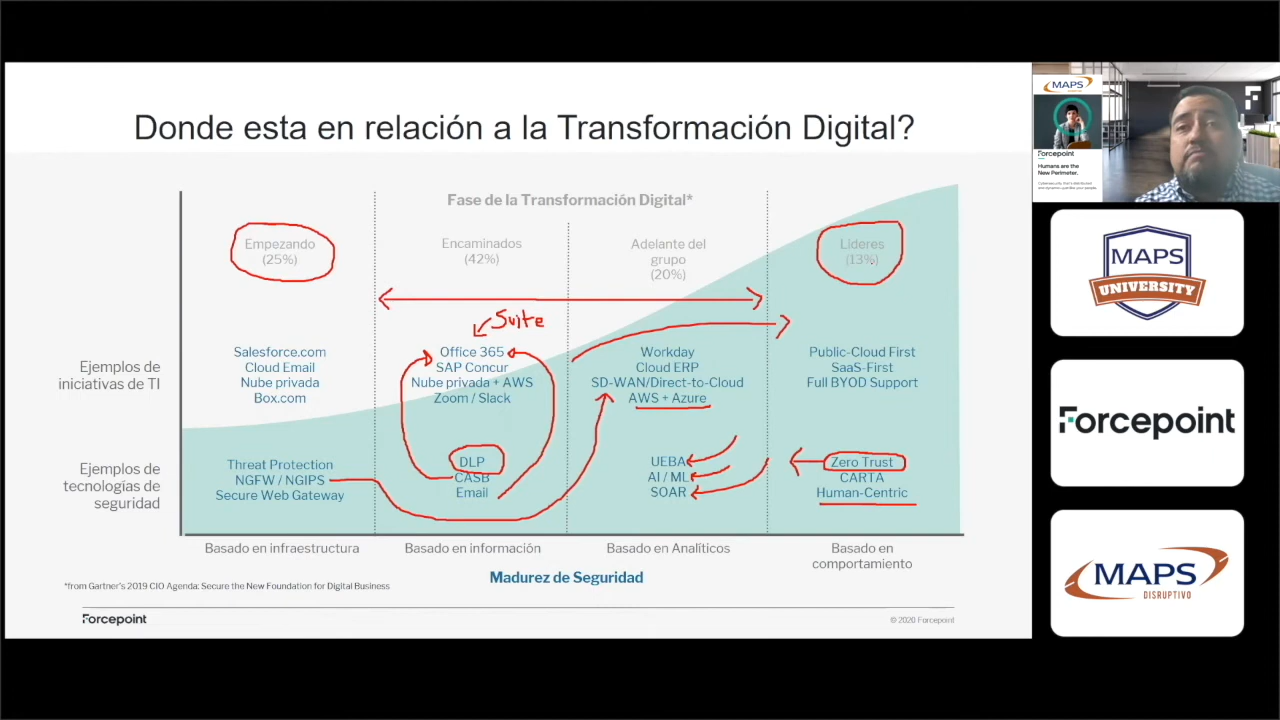 Donde esta en relación a la Transformación Digital?
Fase de la Transformación Digital*
Empezando
(25%)
Encaminados
(42%)
Adelante del
grupo
(20%)
Líderes
(13%)
Suite
Ejemplos de
iniciativas de TI
Salesforce.com
Cloud Email
Nube privada
Box.com
Office 365
SAP Concur
Nube privada + AWS
Zoom / Slack
Workday
Cloud ERP
SD-WAN/Direct-to-Cloud
AWS + Azure
Public-Cloud First
SaaS-First
Full BYOD Support
Ejemplos de
tecnologías de
seguridad
Threat Protection
NGFW / NGIPS
Secure Web Gateway
DLP
CASB
Email
UEBA
AI / ML
SOAR
Zero Trust
CARTA
Human-Centric
Basado en infraestructura
Basado en información
Basado en Analíticos
Basado en
comportamiento
Madurez de Seguridad
*from Gartner's 2019 CIO Agenda: Secure the New Foundation for Digital Business
Forcepoint
© 2020 Forcepoint
MAPS
Forcepoint
Humans are the
New Perimeter.
MAPS
UNIVERSITY
Forcepoint
MAPS
DISRUPTIVO